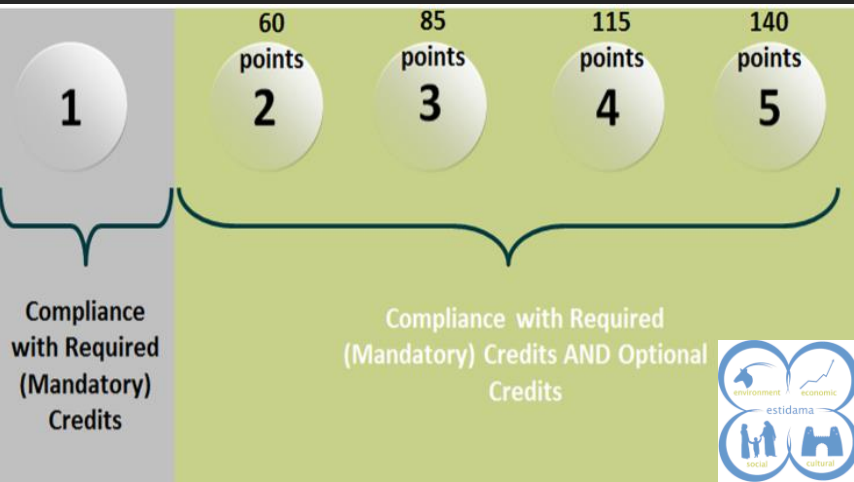 60
points
85
points
115
points
140
points
1
2
3
4
5
Compliance
with Required
(Mandatory)
Credits
Compliance with Required
(Mandatory) Credits AND Optional
Credits
environment
economic
estidama
social
cultural